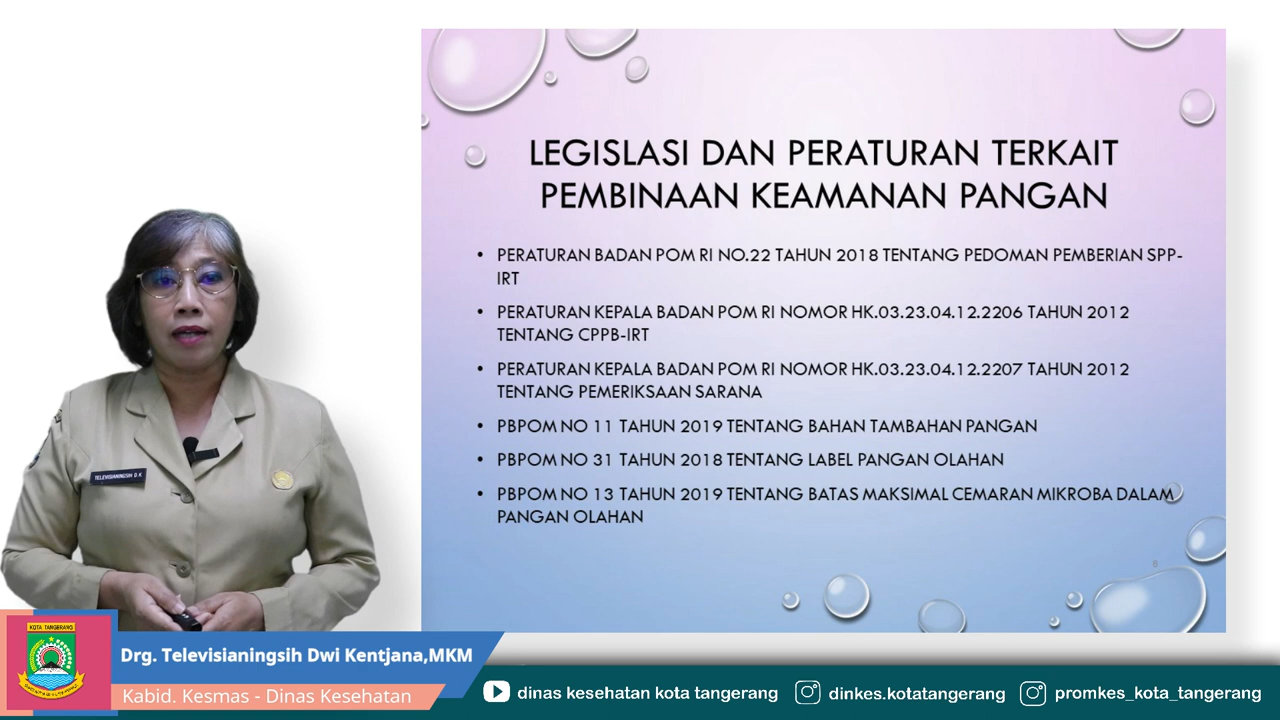 LEGISLASI DAN PERATURAN TERKAIT
PEMBINAAN KEAMANAN PANGAN
• PERATURAN BADAN POM RI NO.22 TAHUN 2018 TENTANG PEDOMAN PEMBERIAN SPP-
IRT
• PERATURAN KEPALA BADAN POM RI NOMOR HK.03.23.04.12.2206 TAHUN 2012
TENTANG CPPB-IRT
• PERATURAN KEPALA BADAN POM RI NOMOR HK.03.23.04.12.2207 TAHUN 2012
TENTANG PEMERIKSAAN SARANA
• PBPOM NO 11 TAHUN 2019 TENTANG BAHAN TAMBAHAN PANGAN
• PBPOM NO 31 TAHUN 2018 TENTANG LABEL PANGAN OLAHAN
• PBPOM NO 13 TAHUN 2019 TENTANG BATAS MAKSIMAL CEMARAN MIKROBA DALAM
PANGAN OLAHAN
TELEVISIANINGSIH D K
KOTA TANGERANG
Drg. Televisianingsih Dwi Kentjana,MKM
Kabid. Kesmas - Dinas Kesehatan
dinas kesehatan kota tangerang
dinkes.kotatangerang
promkes_kota_tangerang